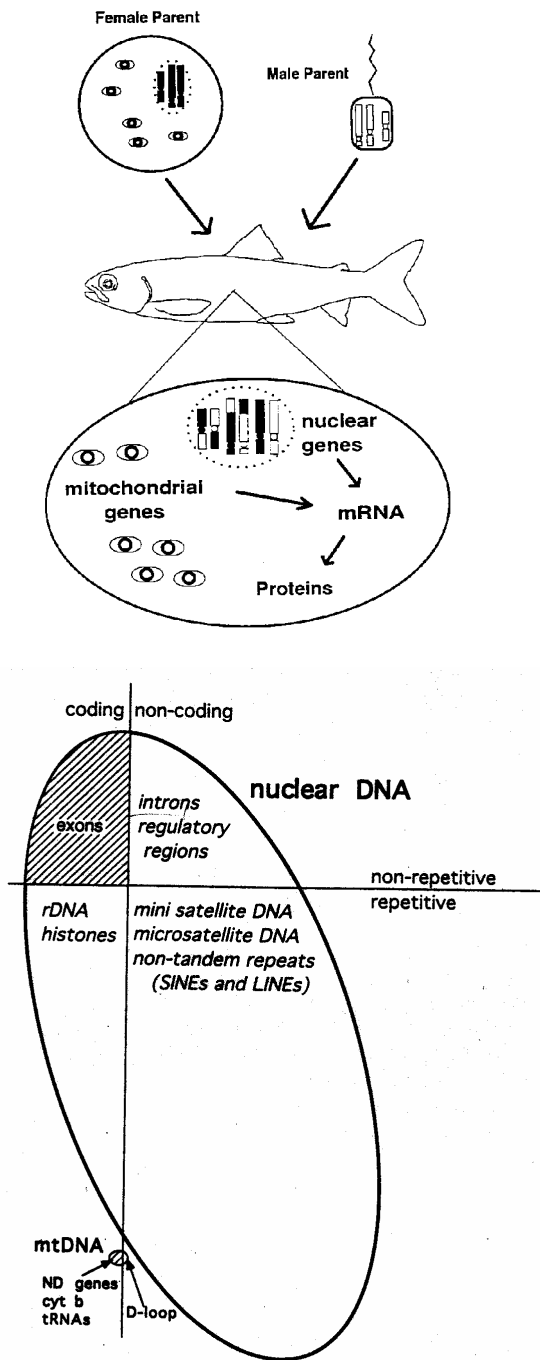 Female Parent
Male Parent
nuclear
genes
mitochondrial
genes
mRNA
Proteins
coding non-coding
nuclear DNA
exons
introns
regulatory
regions
non-repetitive
repetitive
rDNA
histones
mini satellite DNA
microsatellite DNA
non-tandem repeats
(SINEs and LINEs)
mtDNA
ND genes
cyt b
tRNAs
D-loop